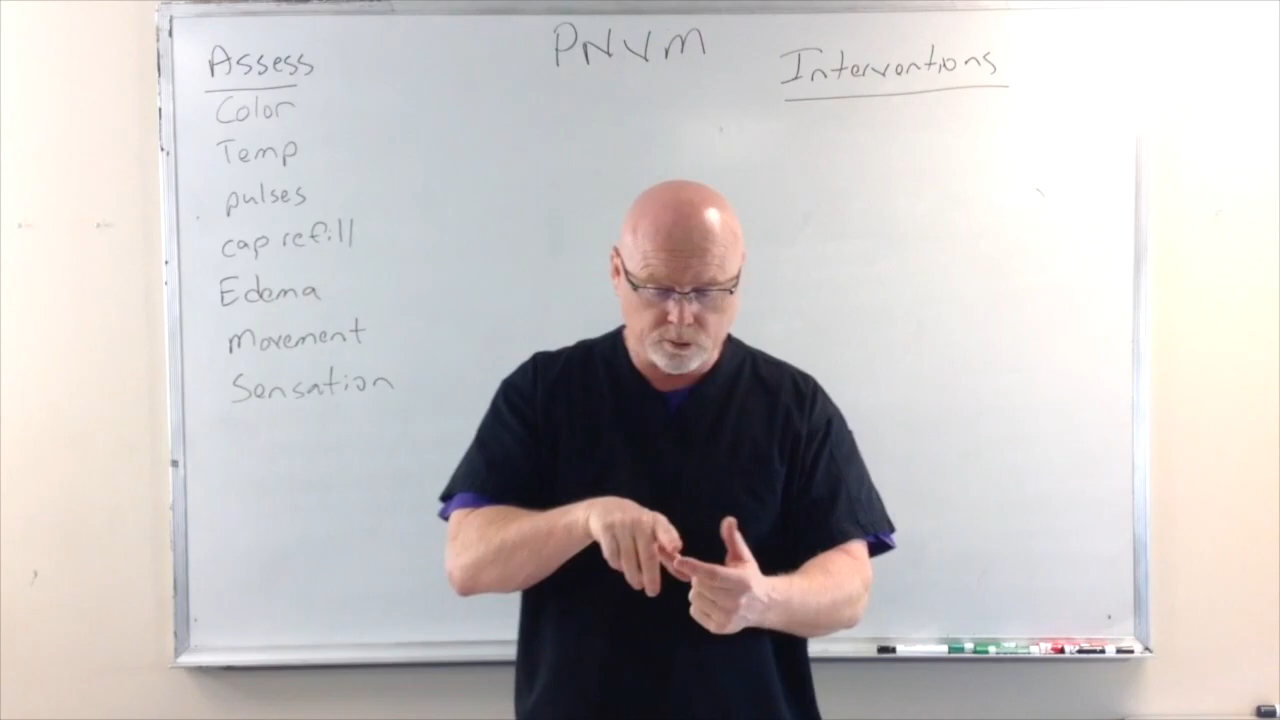 PNVM
Assess
Color
Temp
pulses
cap refill
Edema
Movement
Sensation
Interventions